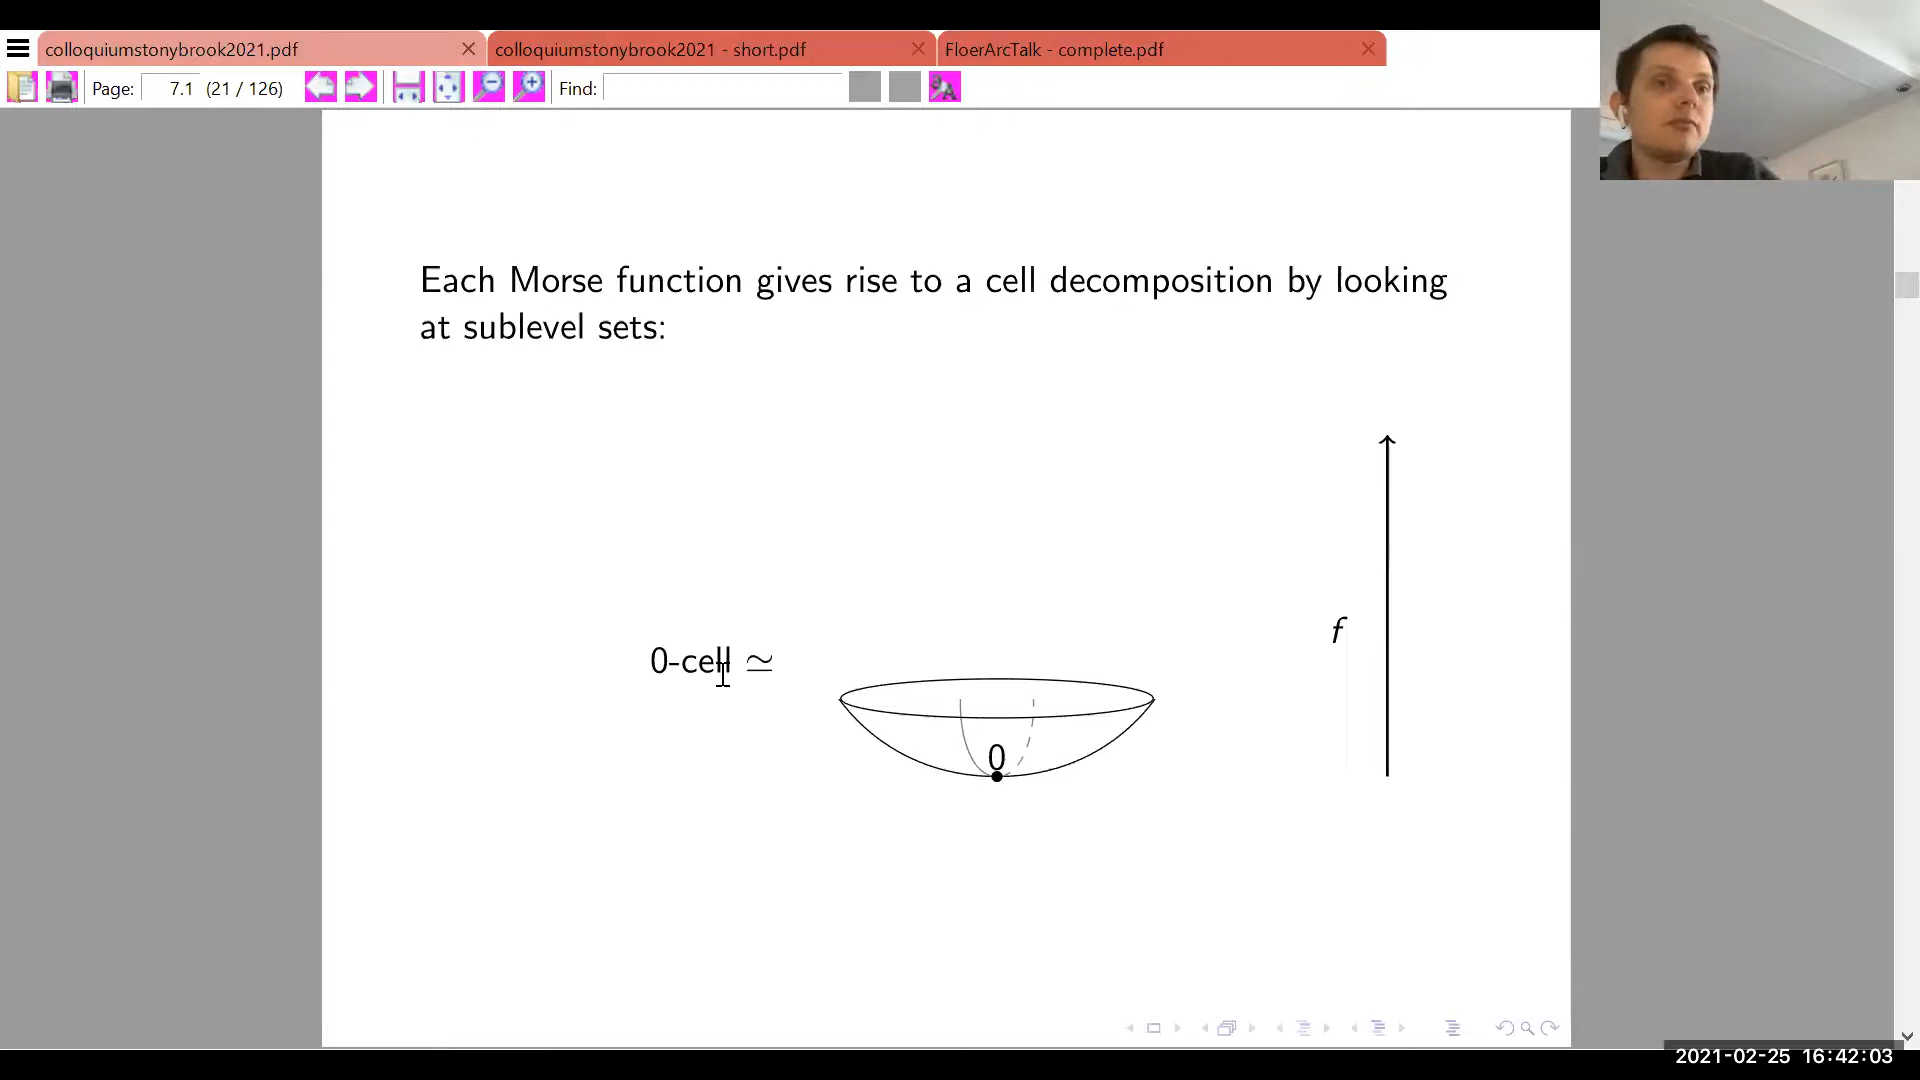 colloquiumstonybrook2021.pdf
colloquiumstonybrook2021 - short.pdf
FloerArcTalk - complete.pdf
Page: 7.1 (21 / 126) Find:
Each Morse function gives rise to a cell decomposition by looking
at sublevel sets:
f
0-cell ≃
0
2021-02-25 16:42:03